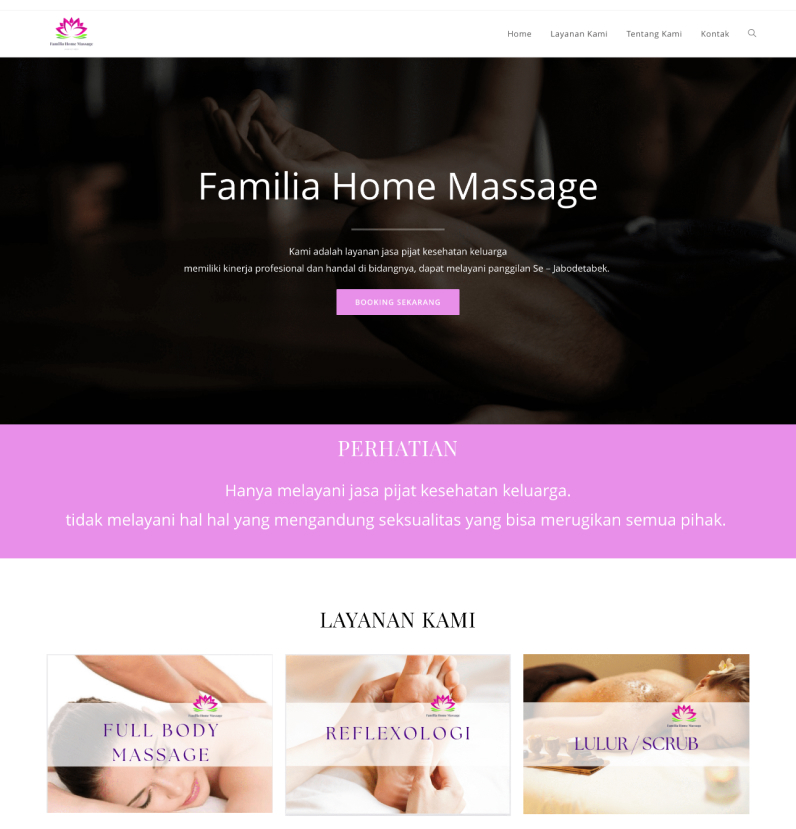 Familia Home Massage
Home
Layanan Kami
Tentang Kami
Kontak
Familia Home Massage
Kami adalah layanan jasa pijat kesehatan keluarga
memiliki kinerja profesional dan handal di bidangnya, dapat melayani panggilan Se – Jabodetabek.
BOOKING SEKARANG
PERHATIAN
Hanya melayani jasa pijat kesehatan keluarga.
tidak melayani hal hal yang mengandung seksualitas yang bisa merugikan semua pihak.
LAYANAN KAMI
Familia Home Massage
FULL BODY
MASSAGE
Familia Home Massage
REFLEXOLOGI
Familia Home Massage
LULUR / SCRUB